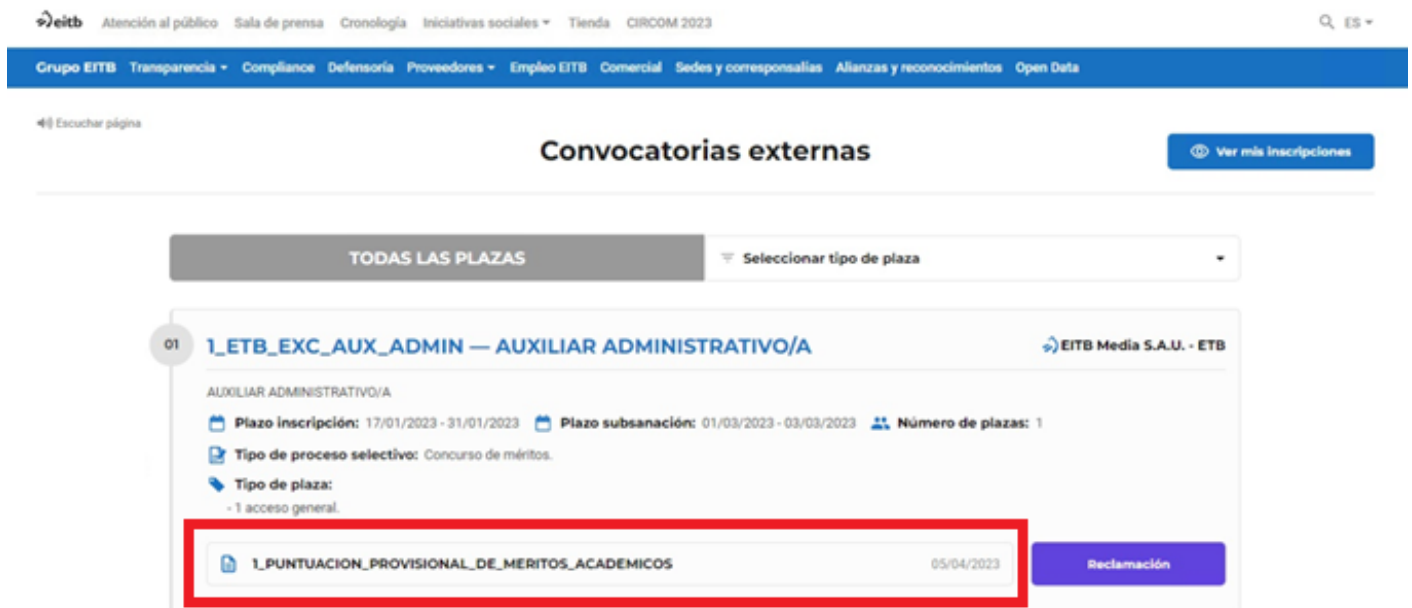 eitb Atención al público Sala de prensa Cronología Iniciativas sociales Tienda CIRCOM 2023 ES
Grupo EITB Transparencia Compliance Defensoría Proveedores Empleo EITB Comercial Sedes y corresponsalías Alianzas y reconocimientos Open Data
Escuchar página
Convocatorias externas
Ver mis inscripciones
TODAS LAS PLAZAS Seleccionar tipo de plaza
01 1_ETB_EXC_AUX_ADMIN — AUXILIAR ADMINISTRATIVO/A EITB Media S.A.U. - ETB
AUXILIAR ADMINISTRATIVO/A
Plazo inscripción: 17/01/2023 - 31/01/2023 Plazo subsanación: 01/03/2023 - 03/03/2023 Número de plazas: 1
Tipo de proceso selectivo: Concurso de méritos.
Tipo de plaza:
- 1 acceso general.
1_PUNTUACION_PROVISIONAL_DE_MERITOS_ACADEMICOS 05/04/2023 Reclamación